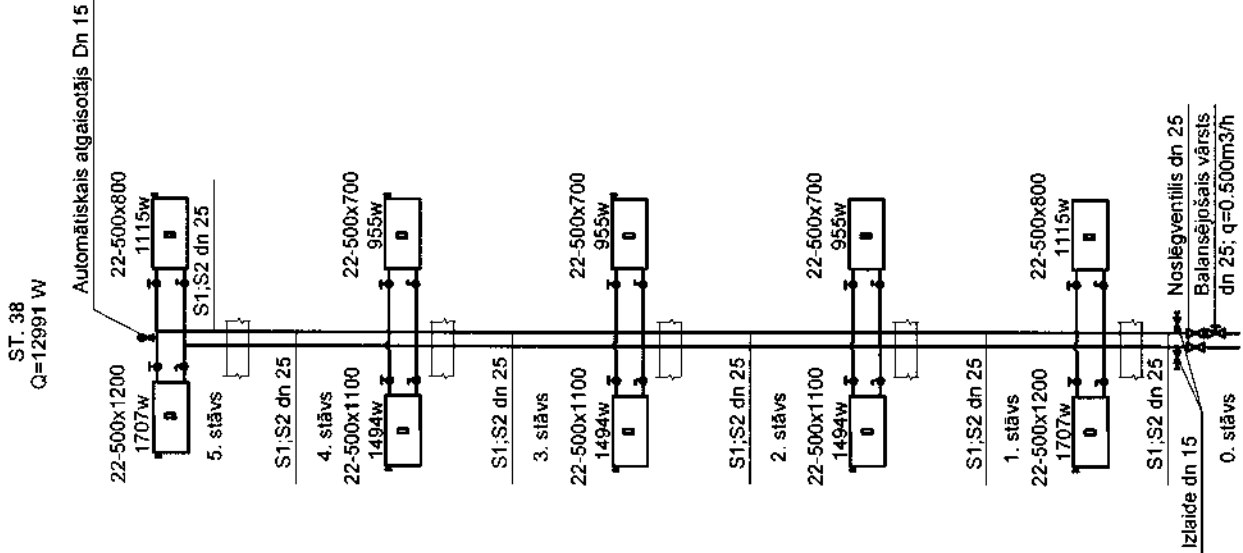 ST. 38
Q=12991 W
Automātiskais atgaisotājs Dn 15
22-500x1200
1707w
22-500x800
1115w
S1;S2 dn 25
5. stāvs
S1;S2 dn 25
4. stāvs
22-500x1100
1494w
22-500x700
955w
S1;S2 dn 25
3. stāvs
22-500x1100
1494w
22-500x700
955w
S1;S2 dn 25
2. stāvs
22-500x1100
1494w
22-500x700
955w
S1;S2 dn 25
1. stāvs
22-500x1200
1707w
22-500x800
1115w
S1;S2 dn 25
Izlaide dn 15
0. stāvs
Noslēgventilis dn 25
Balansējošais vārsts
dn 25; q=0.500m3/h